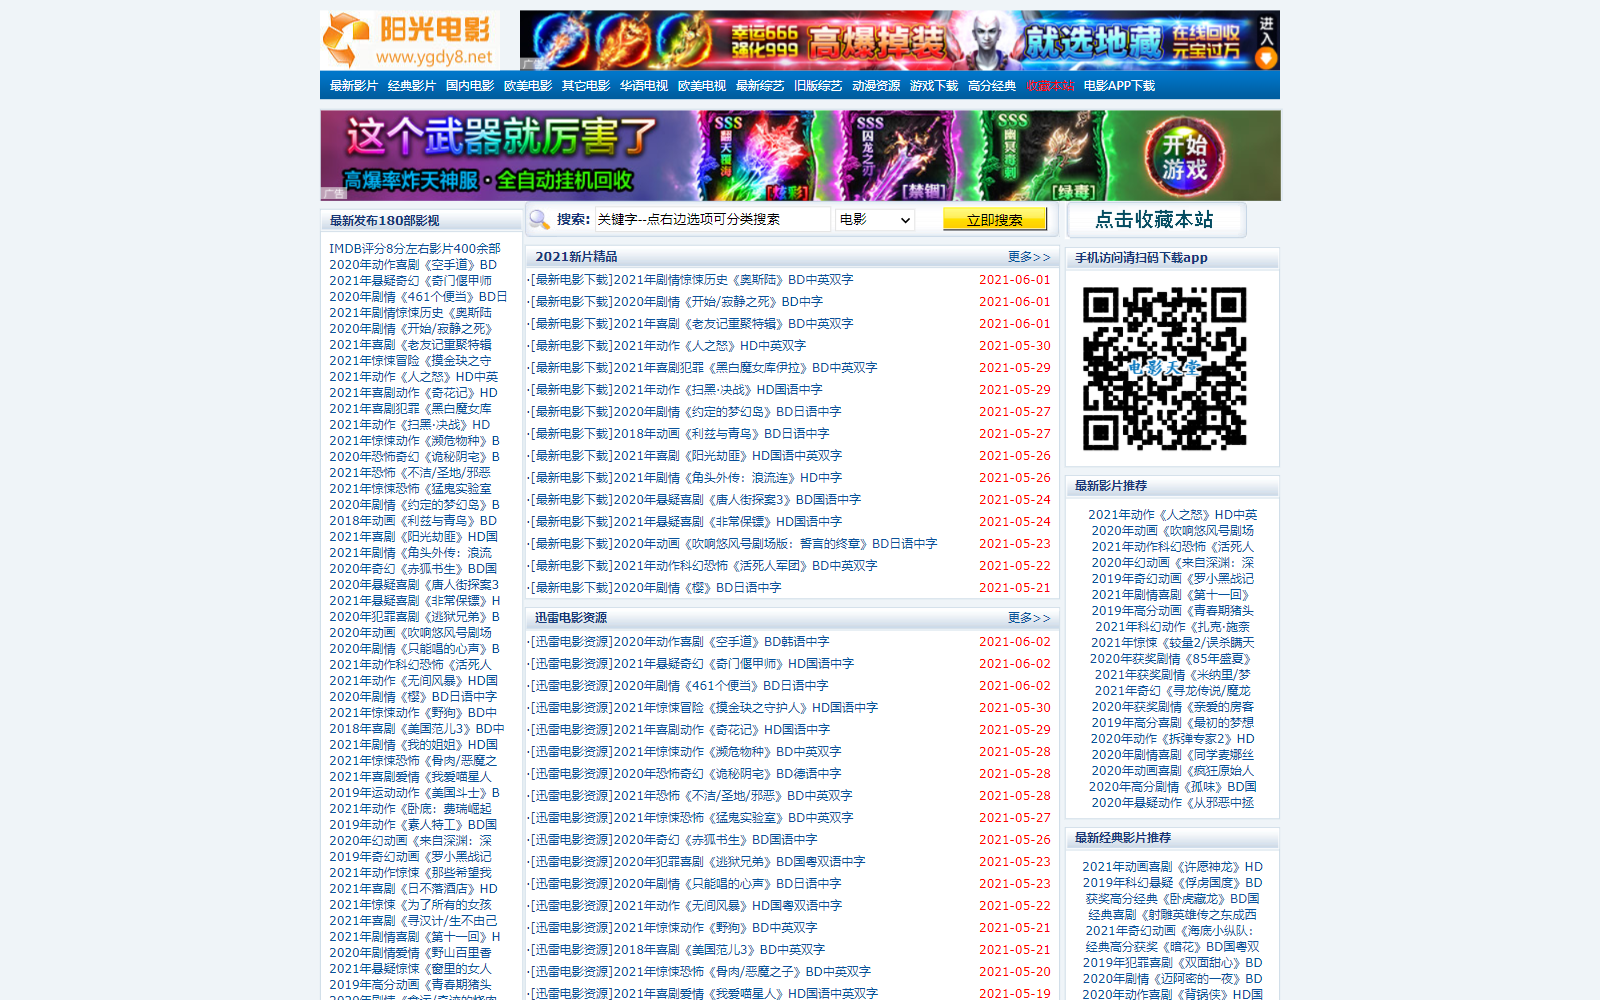 阳光电影
www.ygdy8.net
幸运666
强化999
高爆掉装
就选地藏
在线回收
元宝过万
进入
广告
最新影片 经典影片 国内电影 欧美电影 其它电影 华语电视 欧美电视 最新综艺 旧版综艺 动漫资源 游戏下载 高分经典 收藏本站 电影APP下载
这个武器就厉害了
高爆率炸天神服·全自动挂机回收
SSS 翻天覆海 [炫彩]
SSS 囚龙之刃 [禁锢]
SSS 幽冥毒刺 [绿毒]
开始游戏
广告
最新发布180部影视
IMDB评分8分左右影片400余部
2020年动作喜剧《空手道》BD
2021年悬疑奇幻《奇门偃甲师
2020年剧情《461个便当》BD日
2021年剧情惊悚历史《奥斯陆
2020年剧情《开始/寂静之死》
2021年喜剧《老友记重聚特辑
2021年惊悚冒险《摸金玦之守
2021年动作《人之怒》HD中英
2021年喜剧动作《奇花记》HD
2021年喜剧犯罪《黑白魔女库
2021年动作《扫黑·决战》HD
2021年惊悚动作《濒危物种》B
2020年恐怖奇幻《诡秘阴宅》B
2021年恐怖《不洁/圣地/邪恶
2021年惊悚恐怖《猛鬼实验室
2020年剧情《约定的梦幻岛》B
2018年动画《利兹与青鸟》BD
2021年喜剧《阳光劫匪》HD国
2021年剧情《角头外传：浪流
2020年奇幻《赤狐书生》BD国
2020年悬疑喜剧《唐人街探案3
2021年悬疑喜剧《非常保镖》H
2020年犯罪喜剧《逃狱兄弟》B
2020年动画《吹响悠风号剧场
2020年剧情《只能唱的心声》B
2021年动作科幻恐怖《活死人
2021年动作《无间风暴》HD国
2020年剧情《樱》BD日语中字
2021年惊悚动作《野狗》BD中
2018年喜剧《美国范儿3》BD中
2021年剧情《我的姐姐》HD国
2021年惊悚恐怖《骨肉/恶魔之
2021年喜剧爱情《我爱喵星人
2019年运动动作《美国斗士》B
2021年动作《卧底：费瑞崛起
2019年动作《素人特工》BD国
2020年幻动画《来自深渊：深
2019年奇幻动画《罗小黑战记
2021年动作惊悚《那些希望我
2021年喜剧《日不落酒店》HD
2021年惊悚《为了所有的女孩
2021年喜剧《寻汉计/生不由己
2021年剧情喜剧《第十一回》H
2020年剧情爱情《野山百里香
2021年悬疑惊悚《窗里的女人
2019年高分动画《青春期猪头
搜索: 关键字--点右边选项可分类搜索 电影 立即搜索
2021新片精品 更多>>
·[最新电影下载]2021年剧情惊悚历史《奥斯陆》BD中英双字 2021-06-01
·[最新电影下载]2020年剧情《开始/寂静之死》BD中字 2021-06-01
·[最新电影下载]2021年喜剧《老友记重聚特辑》BD中英双字 2021-06-01
·[最新电影下载]2021年动作《人之怒》HD中英双字 2021-05-30
·[最新电影下载]2021年喜剧犯罪《黑白魔女库伊拉》BD中英双字 2021-05-29
·[最新电影下载]2021年动作《扫黑·决战》HD国语中字 2021-05-29
·[最新电影下载]2020年剧情《约定的梦幻岛》BD日语中字 2021-05-27
·[最新电影下载]2018年动画《利兹与青鸟》BD日语中字 2021-05-27
·[最新电影下载]2021年喜剧《阳光劫匪》HD国语中英双字 2021-05-26
·[最新电影下载]2021年剧情《角头外传：浪流连》HD中字 2021-05-26
·[最新电影下载]2020年悬疑喜剧《唐人街探案3》BD国语中字 2021-05-24
·[最新电影下载]2021年悬疑喜剧《非常保镖》HD国语中字 2021-05-24
·[最新电影下载]2020年动画《吹响悠风号剧场版：誓言的终章》BD日语中字 2021-05-23
·[最新电影下载]2021年动作科幻恐怖《活死人军团》BD中英双字 2021-05-22
·[最新电影下载]2020年剧情《樱》BD日语中字 2021-05-21
迅雷电影资源 更多>>
·[迅雷电影资源]2020年动作喜剧《空手道》BD韩语中字 2021-06-02
·[迅雷电影资源]2021年悬疑奇幻《奇门偃甲师》HD国语中字 2021-06-02
·[迅雷电影资源]2020年剧情《461个便当》BD日语中字 2021-06-02
·[迅雷电影资源]2021年惊悚冒险《摸金玦之守护人》HD国语中字 2021-05-30
·[迅雷电影资源]2021年喜剧动作《奇花记》HD国语中字 2021-05-29
·[迅雷电影资源]2021年惊悚动作《濒危物种》BD中英双字 2021-05-28
·[迅雷电影资源]2020年恐怖奇幻《诡秘阴宅》BD德语中字 2021-05-28
·[迅雷电影资源]2021年恐怖《不洁/圣地/邪恶》BD中英双字 2021-05-28
·[迅雷电影资源]2021年惊悚恐怖《猛鬼实验室》BD中英双字 2021-05-27
·[迅雷电影资源]2020年奇幻《赤狐书生》BD国语中字 2021-05-26
·[迅雷电影资源]2020年犯罪喜剧《逃狱兄弟》BD国粤双语中字 2021-05-23
·[迅雷电影资源]2020年剧情《只能唱的心声》BD日语中字 2021-05-23
·[迅雷电影资源]2021年动作《无间风暴》HD国粤双语中字 2021-05-22
·[迅雷电影资源]2021年惊悚动作《野狗》BD中英双字 2021-05-21
·[迅雷电影资源]2018年喜剧《美国范儿3》BD中英双字 2021-05-21
·[迅雷电影资源]2021年惊悚恐怖《骨肉/恶魔之子》BD中英双字 2021-05-20
·[迅雷电影资源]2021年喜剧爱情《我爱喵星人》HD国语中英双字 2021-05-19
点击收藏本站
手机访问请扫码下载app
电影天堂
最新影片推荐
2021年动作《人之怒》HD中英
2020年动画《吹响悠风号剧场
2021年动作科幻恐怖《活死人
2020年幻动画《来自深渊：深
2019年奇幻动画《罗小黑战记
2021年剧情喜剧《第十一回》
2019年高分动画《青春期猪头
2021年科幻动作《扎克·施奈
2021年惊悚《较量2/误杀瞒天
2020年获奖剧情《85年盛夏》
2021年获奖剧情《米纳里/梦
2021年奇幻《寻龙传说/魔龙
2020年获奖剧情《亲爱的房客
2019年高分喜剧《最初的梦想
2020年动作《拆弹专家2》HD
2020年剧情喜剧《同学麦娜丝
2020年动画喜剧《疯狂原始人
2020年高分剧情《孤味》BD国
2020年悬疑动作《从邪恶中拯
最新经典影片推荐
2021年动画喜剧《许愿神龙》HD
2019年科幻悬疑《俘虏国度》BD
获奖高分经典《卧虎藏龙》BD国
经典喜剧《射雕英雄传之东成西
2021年奇幻动画《海底小纵队：
经典高分获奖《暗花》BD国粤双
2019年犯罪喜剧《双面甜心》BD
2020年剧情《迈阿密的一夜》BD
2020年动作喜剧《背锅侠》HD国